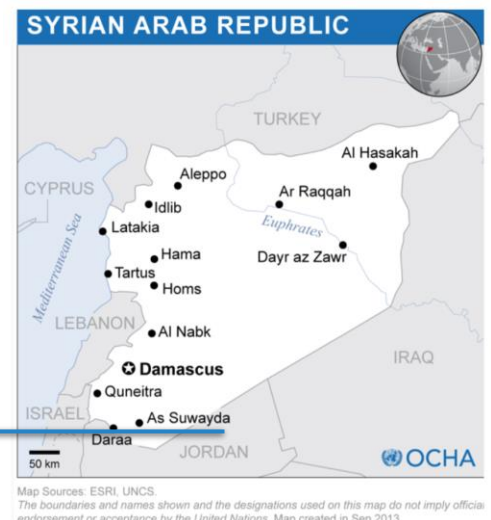 SYRIAN ARAB REPUBLIC
TURKEY
Al Hasakah
Aleppo
CYPRUS
Ar Raqqah
Idlib
Euphrates
Latakia
Mediterranean Sea
Hama
Dayr az Zawr
Tartus
Homs
LEBANON
Al Nabk
IRAQ
Damascus
Quneitra
ISRAEL
As Suwayda
Daraa
JORDAN
50 km
OCHA
Map Sources: ESRI, UNCS.
The boundaries and names shown and the designations used on this map do not imply official
endorsement or acceptance by the United Nations. Map created in Sep 2013.